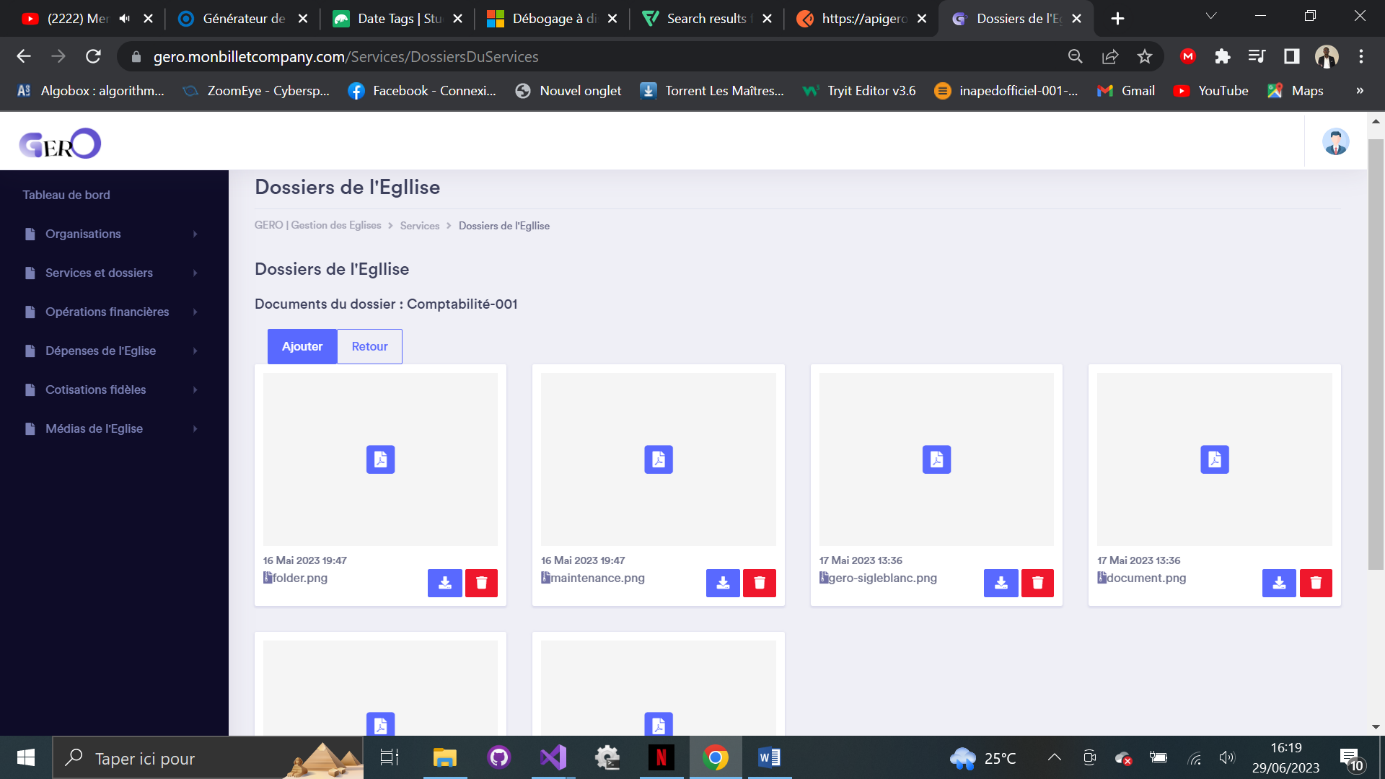 (2222) Mer
Générateur de
Date Tags | Stu
Débogage à di
Search results f
https://apigero
Dossiers de l'Eg
gero.monbilletcompany.com/Services/DossiersDuServices
Algobox : algorithm...
ZoomEye - Cybersp...
Facebook - Connexi...
Nouvel onglet
Torrent Les Maîtres...
Tryit Editor v3.6
inapedofficiel-001-...
Gmail
YouTube
Maps
»
GERO
Dossiers de l'Egllise
Tableau de bord
Organisations
Services et dossiers
Opérations financières
Dépenses de l'Eglise
Cotisations fidèles
Médias de l'Eglise
GERO | Gestion des Eglises > Services > Dossiers de l'Egllise
Dossiers de l'Egllise
Documents du dossier : Comptabilité-001
Ajouter Retour
16 Mai 2023 19:47
folder.png
16 Mai 2023 19:47
maintenance.png
17 Mai 2023 13:36
gero-sigleblanc.png
17 Mai 2023 13:36
document.png
Taper ici pour
25°C
16:19
29/06/2023
10